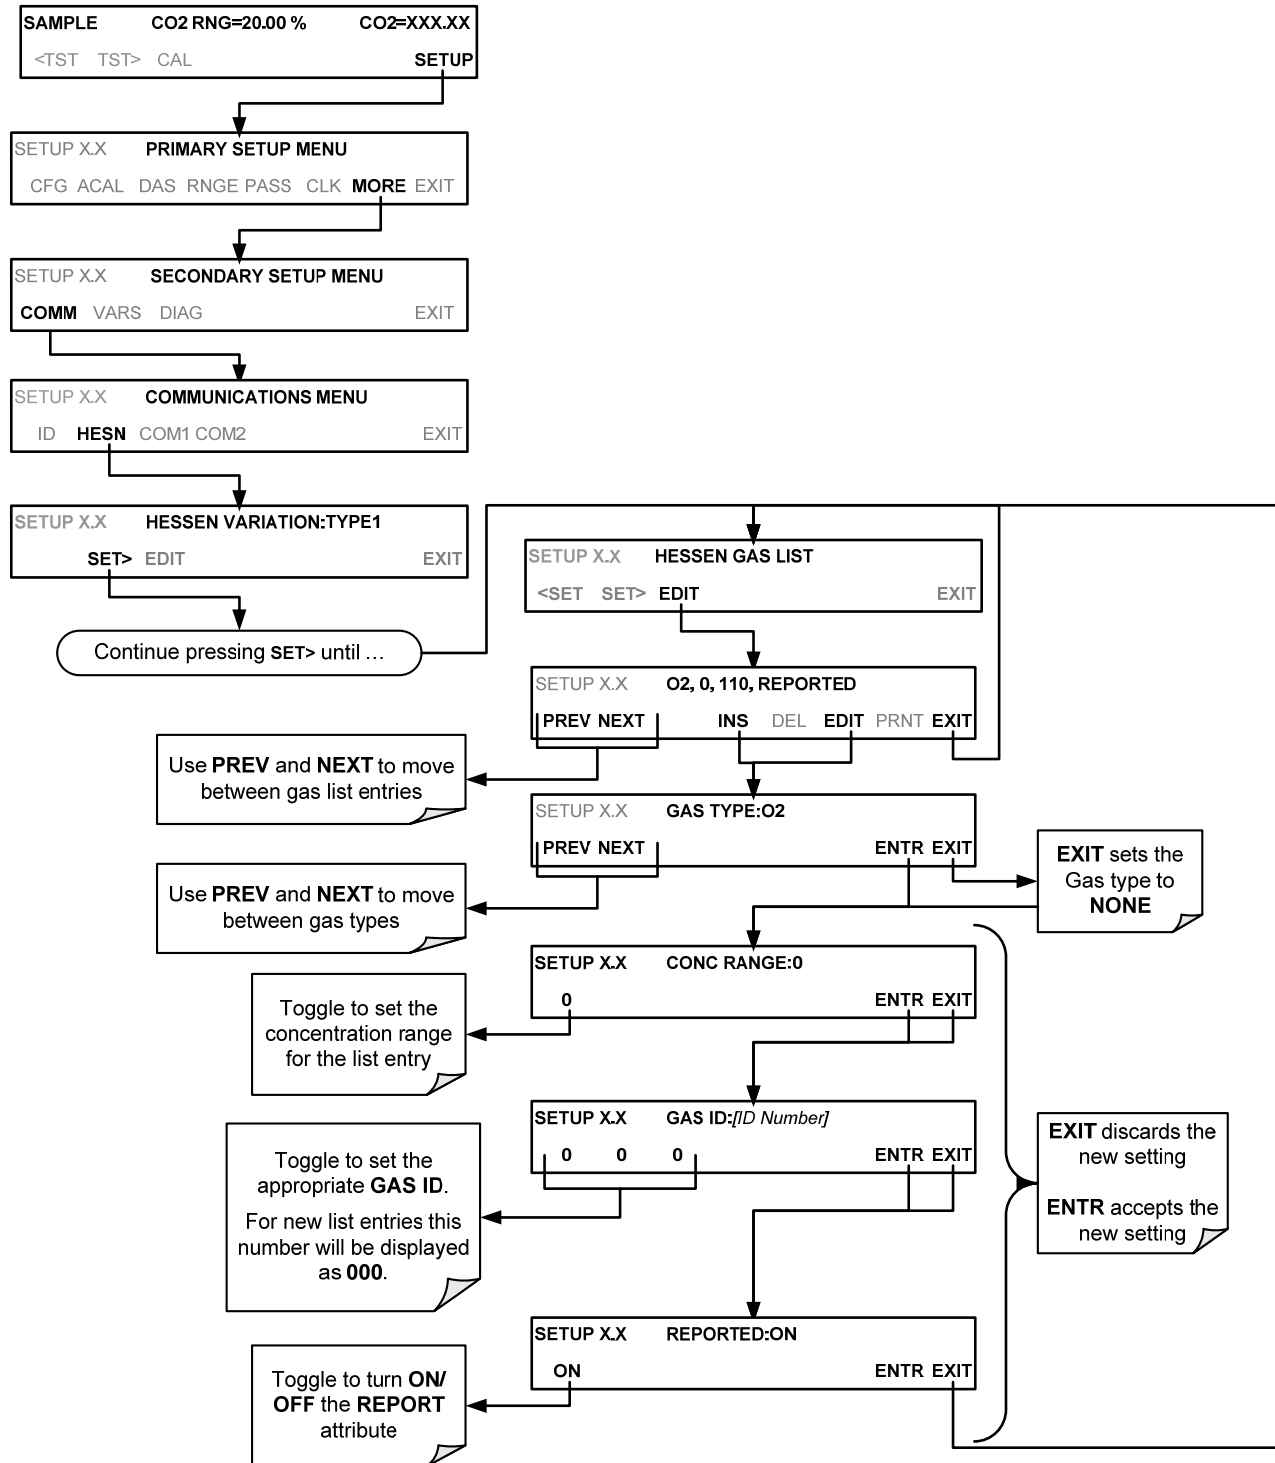 SAMPLE CO2 RNG=20.00 % CO2=XXX.XX
<TST TST> CAL SETUP
SETUP X.X PRIMARY SETUP MENU
CFG ACAL DAS RNGE PASS CLK MORE EXIT
SETUP X.X SECONDARY SETUP MENU
COMM VARS DIAG EXIT
SETUP X.X COMMUNICATIONS MENU
ID HESN COM1 COM2 EXIT
SETUP X.X HESSEN VARIATION:TYPE1
SET> EDIT EXIT
Continue pressing SET> until ...
SETUP X.X HESSEN GAS LIST
<SET SET> EDIT EXIT
SETUP X.X O2, 0, 110, REPORTED
PREV NEXT INS DEL EDIT PRNT EXIT
Use PREV and NEXT to move
between gas list entries
SETUP X.X GAS TYPE:O2
PREV NEXT ENTR EXIT
EXIT sets the
Gas type to
NONE
Use PREV and NEXT to move
between gas types
SETUP X.X CONC RANGE:0
0 ENTR EXIT
Toggle to set the
concentration range
for the list entry
SETUP X.X GAS ID:[ID Number]
0 0 0 ENTR EXIT
Toggle to set the
appropriate GAS ID.
For new list entries this
number will be displayed
as 000.
EXIT discards the
new setting
ENTR accepts the
new setting
SETUP X.X REPORTED:ON
ON ENTR EXIT
Toggle to turn ON/
OFF the REPORT
attribute